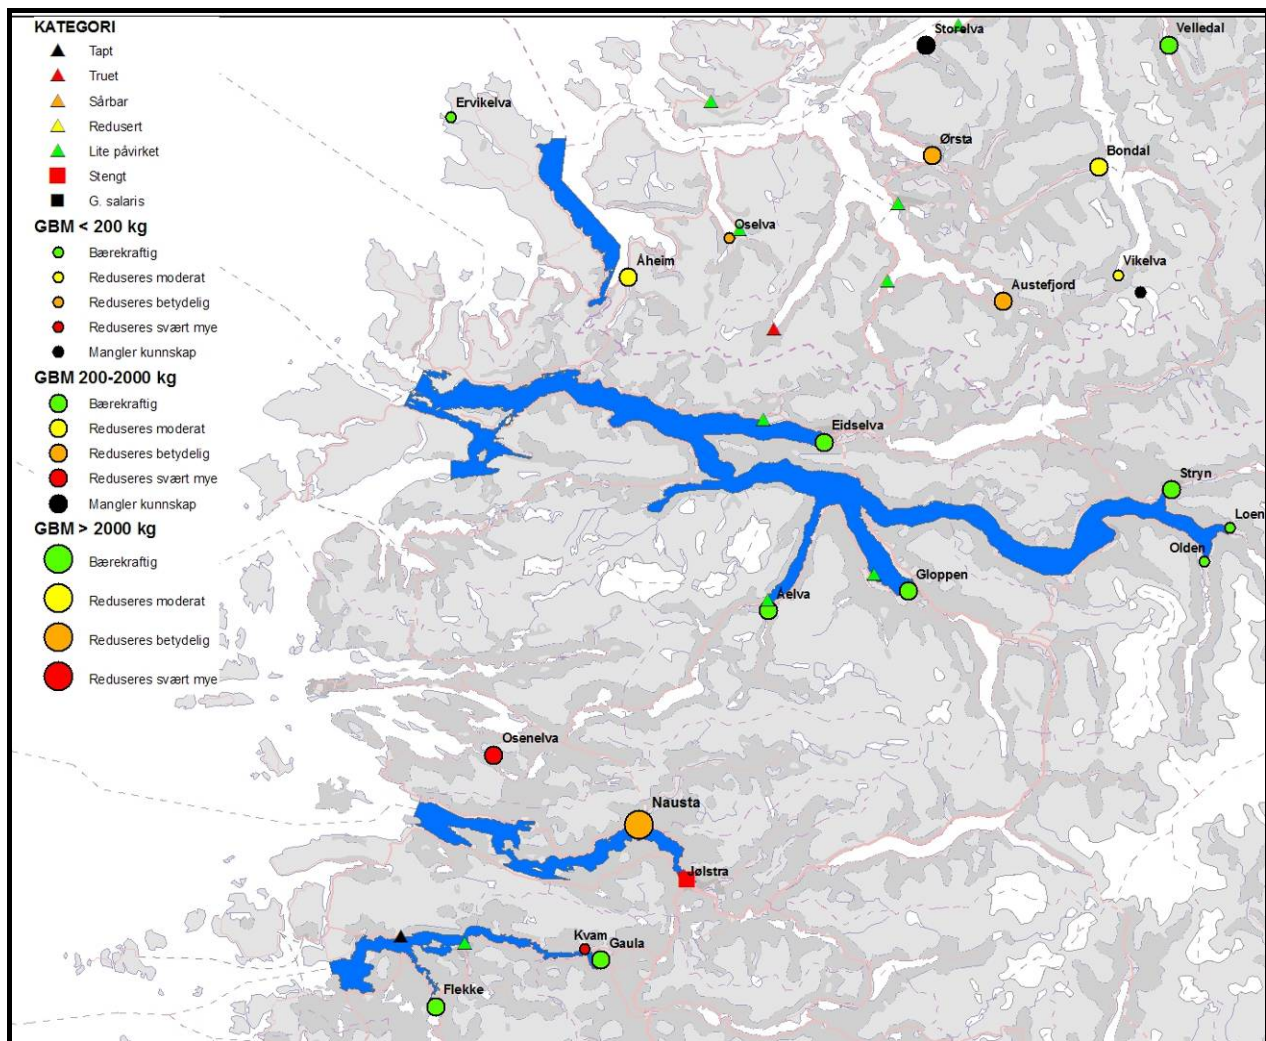 KATEGORI
Tapt
Truet
Sårbar
Redusert
Lite påvirket
Stengt
G. salaris
GBM < 200 kg
Bærekraftig
Reduseres moderat
Reduseres betydelig
Reduseres svært mye
Mangler kunnskap
GBM 200-2000 kg
Bærekraftig
Reduseres moderat
Reduseres betydelig
Reduseres svært mye
Mangler kunnskap
GBM > 2000 kg
Bærekraftig
Reduseres moderat
Reduseres betydelig
Reduseres svært mye
Storelva
Velledal
Ervikelva
Ørsta
Bondal
Oselva
Åheim
Vikelva
Austefjord
Eidselva
Stryn
Loen
Olden
Gloppen
Aelva
Osenelva
Nausta
Jølstra
Kvam
Gaula
Flekke